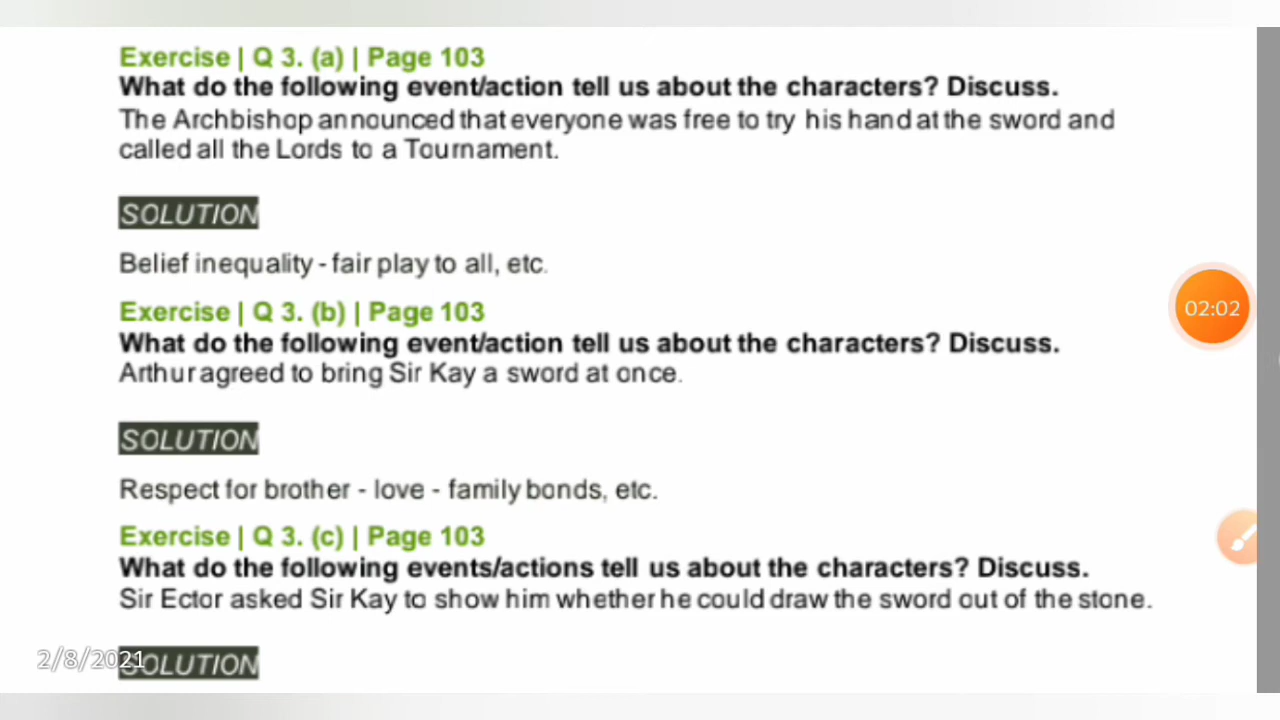 Exercise | Q 3. (a) | Page 103
What do the following event/action tell us about the characters? Discuss.
The Archbishop announced that everyone was free to try his hand at the sword and
called all the Lords to a Tournament.
SOLUTION
Belief inequality - fair play to all, etc.
Exercise | Q 3. (b) | Page 103
What do the following event/action tell us about the characters? Discuss.
Arthur agreed to bring Sir Kay a sword at once.
SOLUTION
Respect for brother - love - family bonds, etc.
Exercise | Q 3. (c) | Page 103
What do the following events/actions tell us about the characters? Discuss.
Sir Ector asked Sir Kay to show him whether he could draw the sword out of the stone.
SOLUTION
2/8/2021
02:02